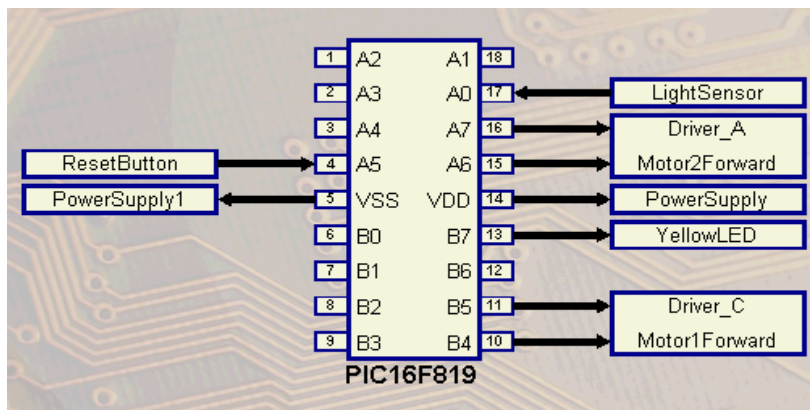 1 A2 A1 18
2 A3 A0 17 LightSensor
3 A4 A7 16 Driver_A
ResetButton 4 A5 A6 15 Motor2Forward
PowerSupply1 5 VSS VDD 14 PowerSupply
6 B0 B7 13 YellowLED
7 B1 B6 12
8 B2 B5 11 Driver_C
9 B3 B4 10 Motor1Forward
PIC16F819